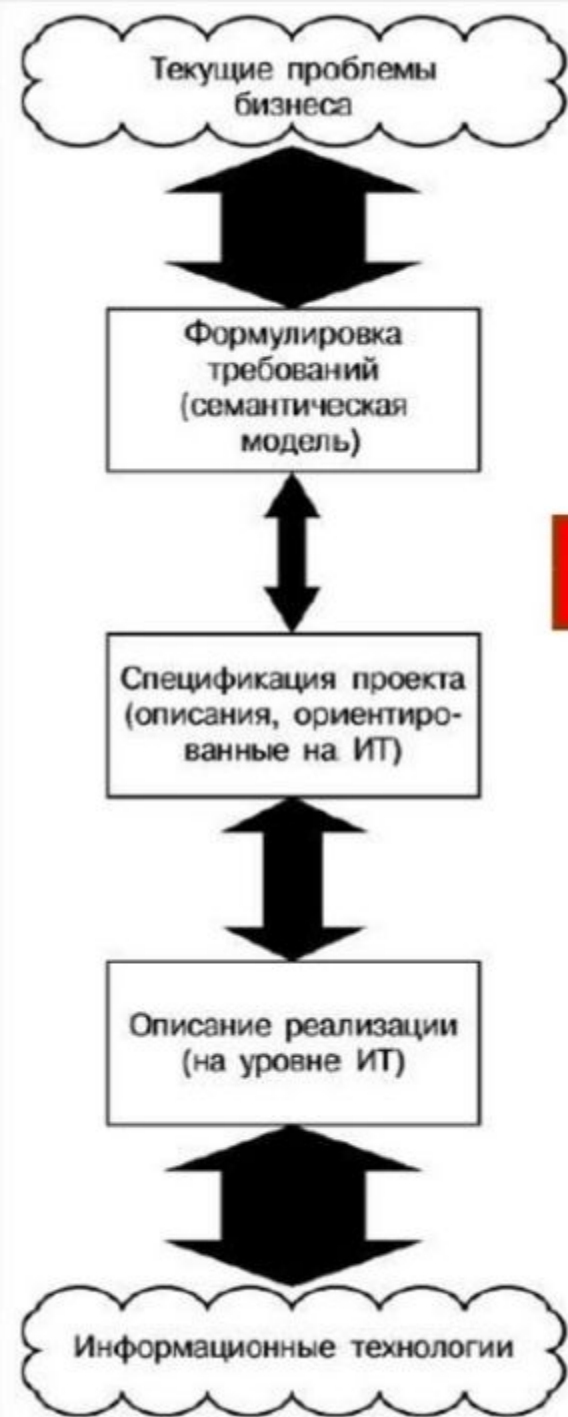 Текущие проблемы
бизнеса
Формулировка
требований
(семантическая
модель)
Спецификация проекта
(описания, ориентиро-
ванные на ИТ)
Описание реализации
(на уровне ИТ)
Информационные технологии